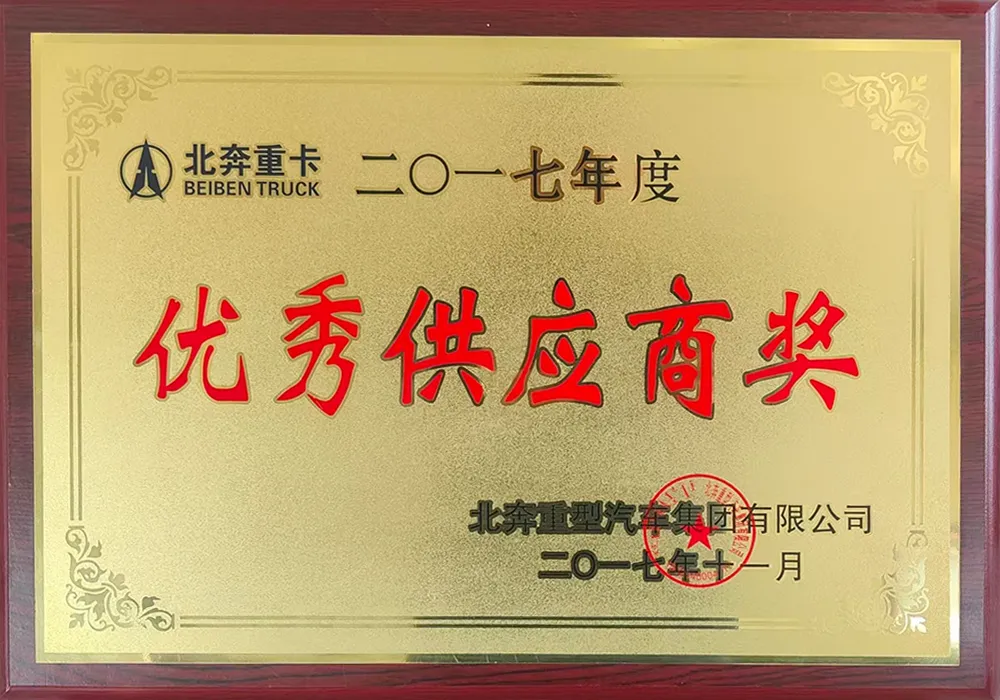 北奔重卡 二〇一七年度
BEIBEN TRUCK
优秀供应商奖
北奔重型汽车集团有限公司
二〇一七年十一月